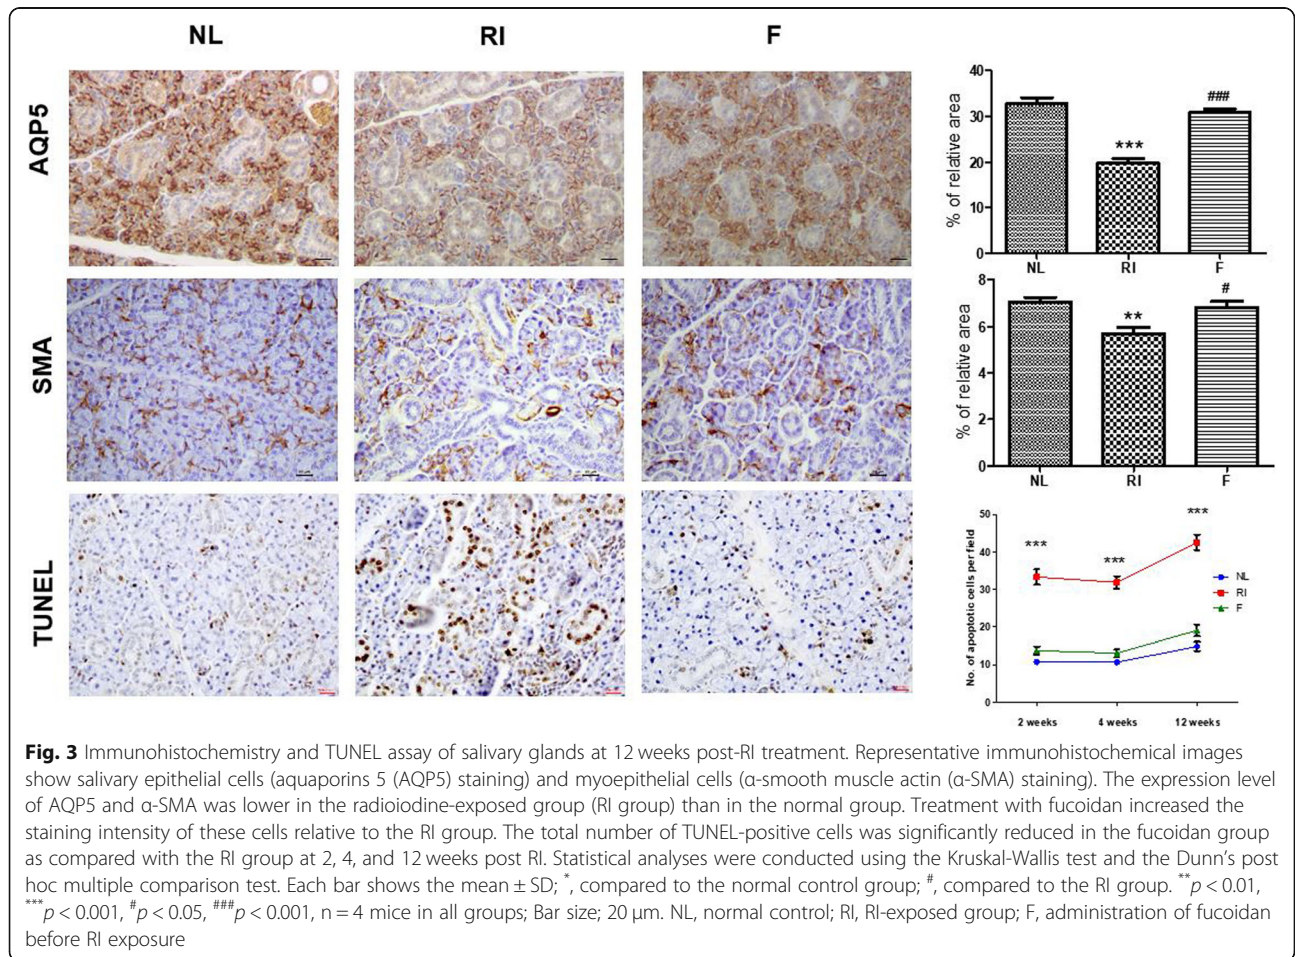 NL RI F
AQP5
SMA
TUNEL
40
30
20
10
0
% of relative area
***
###
NL RI F
8
6
4
2
0
% of relative area
**
#
NL RI F
50
40
30
20
10
0
No. of apoptotic cells per field
***
***
***
NL
RI
F
2 weeks 4 weeks 12 weeks
Fig. 3 Immunohistochemistry and TUNEL assay of salivary glands at 12 weeks post-RI treatment. Representative immunohistochemical images
show salivary epithelial cells (aquaporins 5 (AQP5) staining) and myoepithelial cells (α-smooth muscle actin (α-SMA) staining). The expression level
of AQP5 and α-SMA was lower in the radioiodine-exposed group (RI group) than in the normal group. Treatment with fucoidan increased the
staining intensity of these cells relative to the RI group. The total number of TUNEL-positive cells was significantly reduced in the fucoidan group
as compared with the RI group at 2, 4, and 12 weeks post RI. Statistical analyses were conducted using the Kruskal-Wallis test and the Dunn's post
hoc multiple comparison test. Each bar shows the mean ± SD; *, compared to the normal control group; #, compared to the RI group. **p < 0.01,
***p < 0.001, #p < 0.05, ###p < 0.001, n = 4 mice in all groups; Bar size; 20 μm. NL, normal control; RI, RI-exposed group; F, administration of fucoidan
before RI exposure